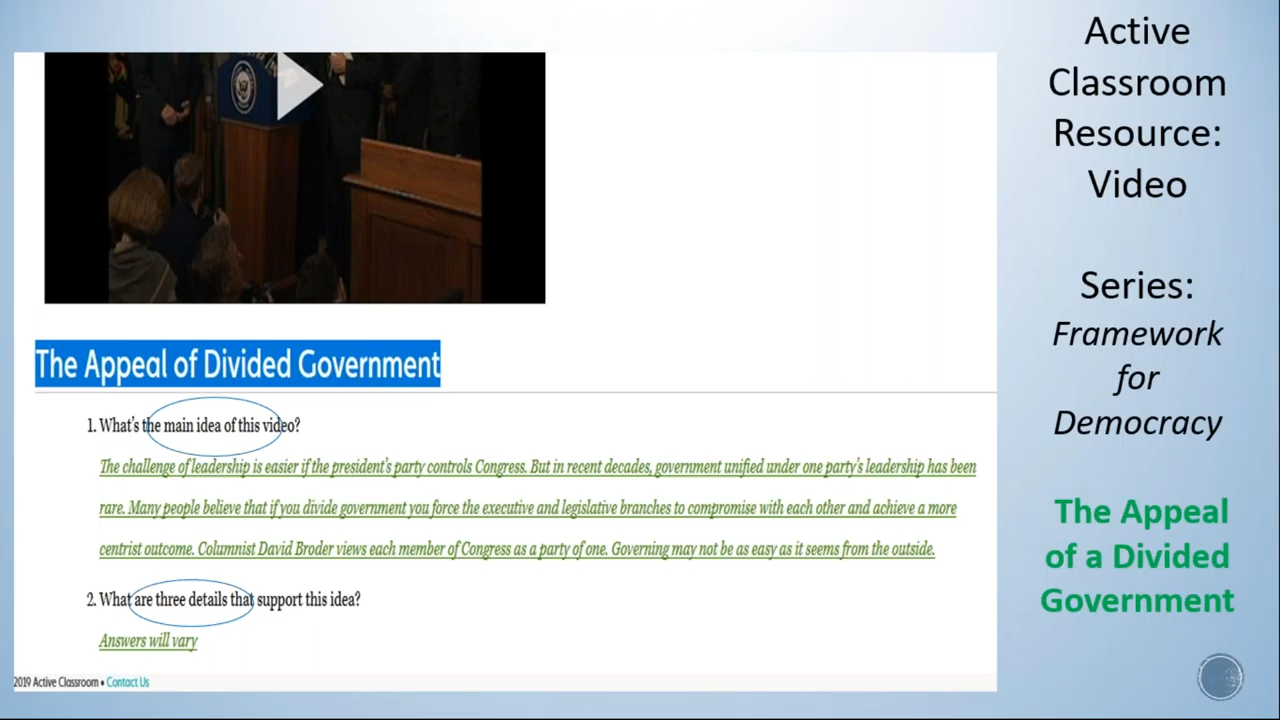 The Appeal of Divided Government
1. What's the main idea of this video?
The challenge of leadership is easier if the president's party controls Congress. But in recent decades, government unified under one party's leadership has been
rare. Many people believe that if you divide government you force the executive and legislative branches to compromise with each other and achieve a more
centrist outcome. Columnist David Broder views each member of Congress as a party of one. Governing may not be as easy as it seems from the outside.
2. What are three details that support this idea?
Answers will vary
2019 Active Classroom • Contact Us
Active
Classroom
Resource:
Video
Series:
Framework
for
Democracy
The Appeal
of a Divided
Government